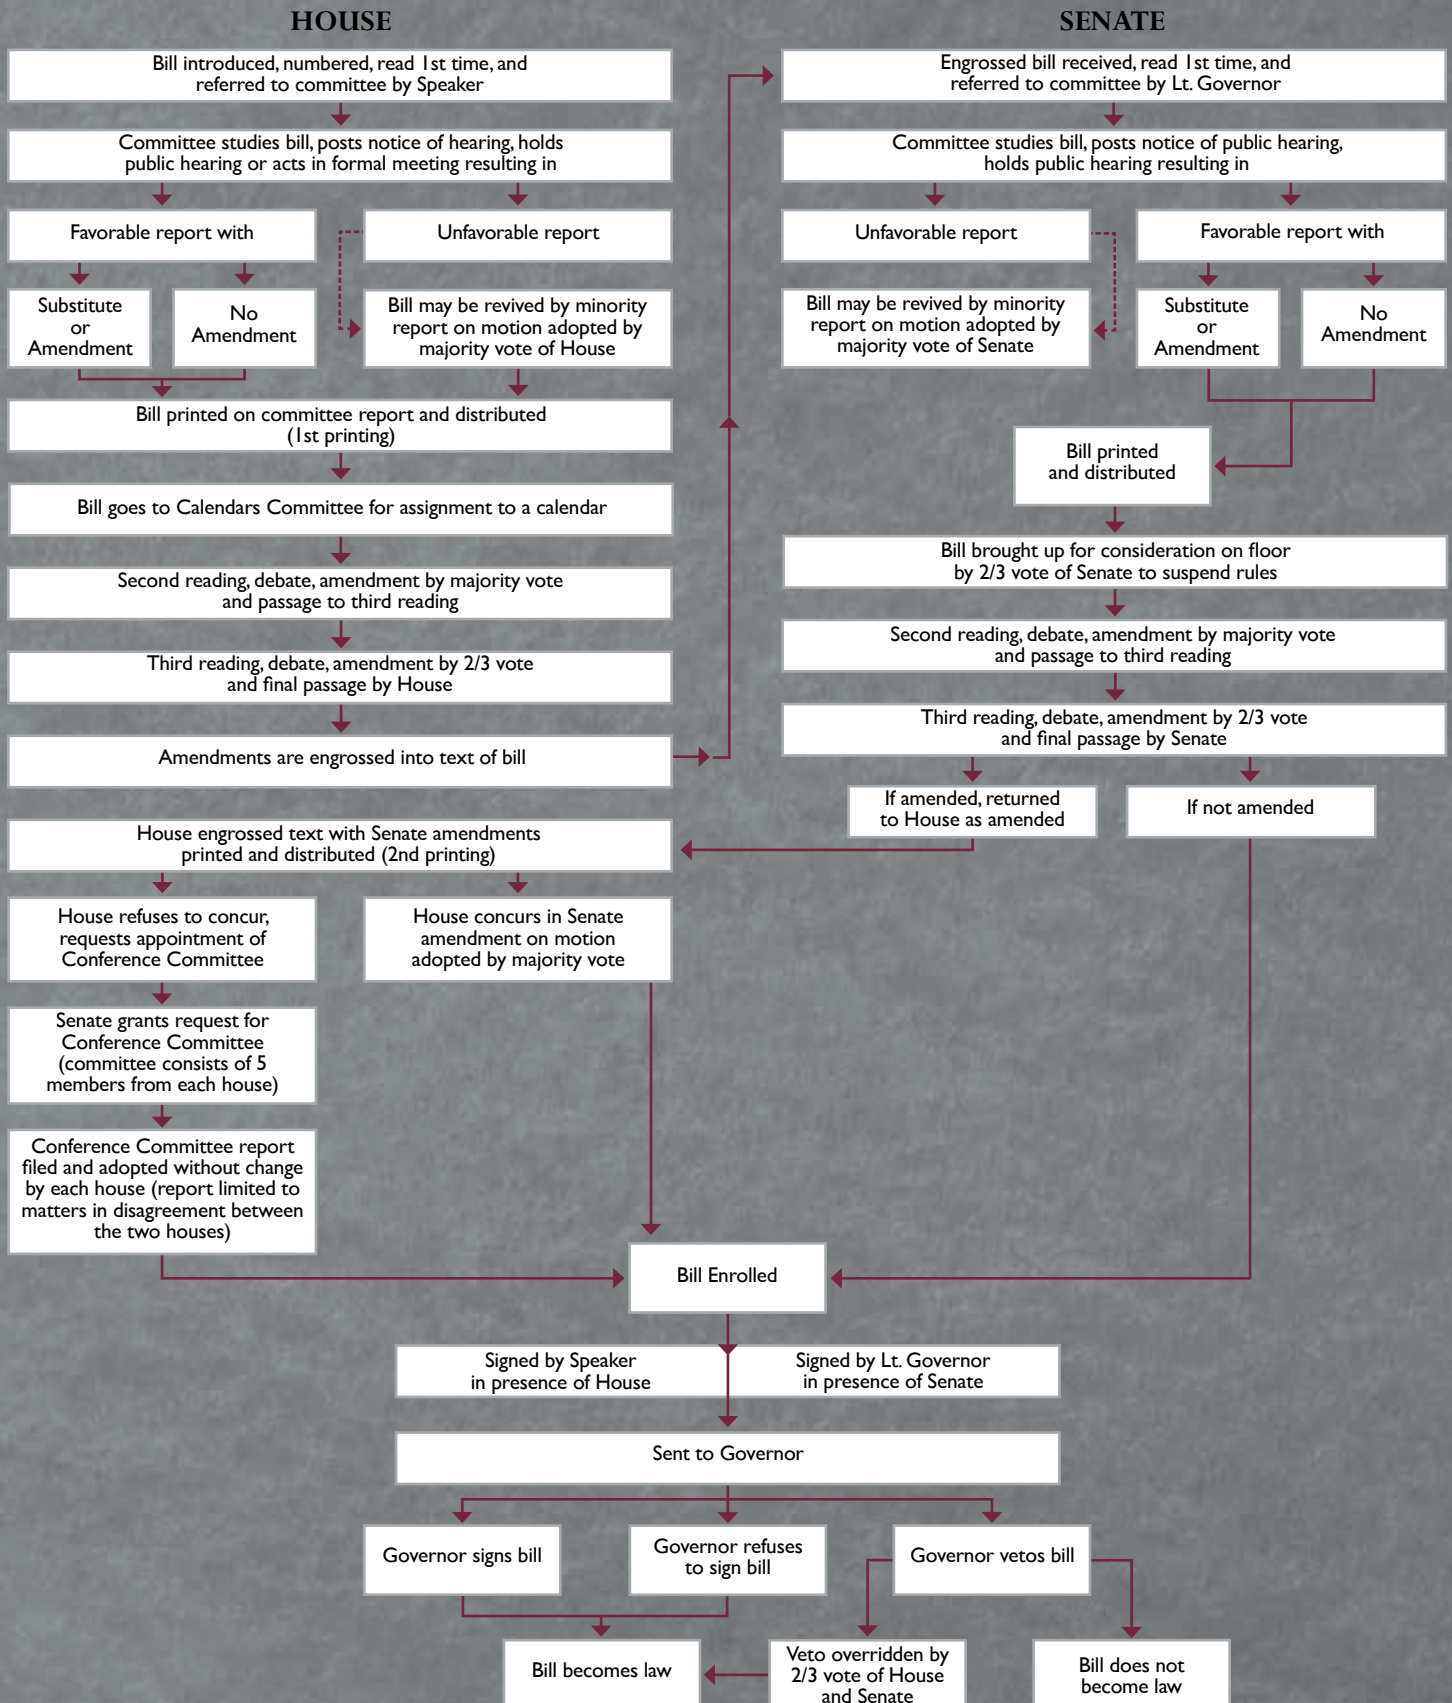 HOUSE
Bill introduced, numbered, read 1st time, and
referred to committee by Speaker
Committee studies bill, posts notice of hearing, holds
public hearing or acts in formal meeting resulting in
Favorable report with
Unfavorable report
Substitute
or
Amendment
No
Amendment
Bill may be revived by minority
report on motion adopted by
majority vote of House
Bill printed on committee report and distributed
(1st printing)
Bill goes to Calendars Committee for assignment to a calendar
Second reading, debate, amendment by majority vote
and passage to third reading
Third reading, debate, amendment by 2/3 vote
and final passage by House
Amendments are engrossed into text of bill
SENATE
Engrossed bill received, read 1st time, and
referred to committee by Lt. Governor
Committee studies bill, posts notice of public hearing,
holds public hearing resulting in
Unfavorable report
Favorable report with
Bill may be revived by minority
report on motion adopted by
majority vote of Senate
Substitute
or
Amendment
No
Amendment
Bill printed
and distributed
Bill brought up for consideration on floor
by 2/3 vote of Senate to suspend rules
Second reading, debate, amendment by majority vote
and passage to third reading
Third reading, debate, amendment by 2/3 vote
and final passage by Senate
If amended, returned
to House as amended
If not amended
House engrossed text with Senate amendments
printed and distributed (2nd printing)
House refuses to concur,
requests appointment of
Conference Committee
House concurs in Senate
amendment on motion
adopted by majority vote
Senate grants request for
Conference Committee
(committee consists of 5
members from each house)
Conference Committee report
filed and adopted without change
by each house (report limited to
matters in disagreement between
the two houses)
Bill Enrolled
Signed by Speaker
in presence of House
Signed by Lt. Governor
in presence of Senate
Sent to Governor
Governor signs bill
Governor refuses
to sign bill
Governor vetos bill
Bill becomes law
Veto overridden by
2/3 vote of House
and Senate
Bill does not
become law